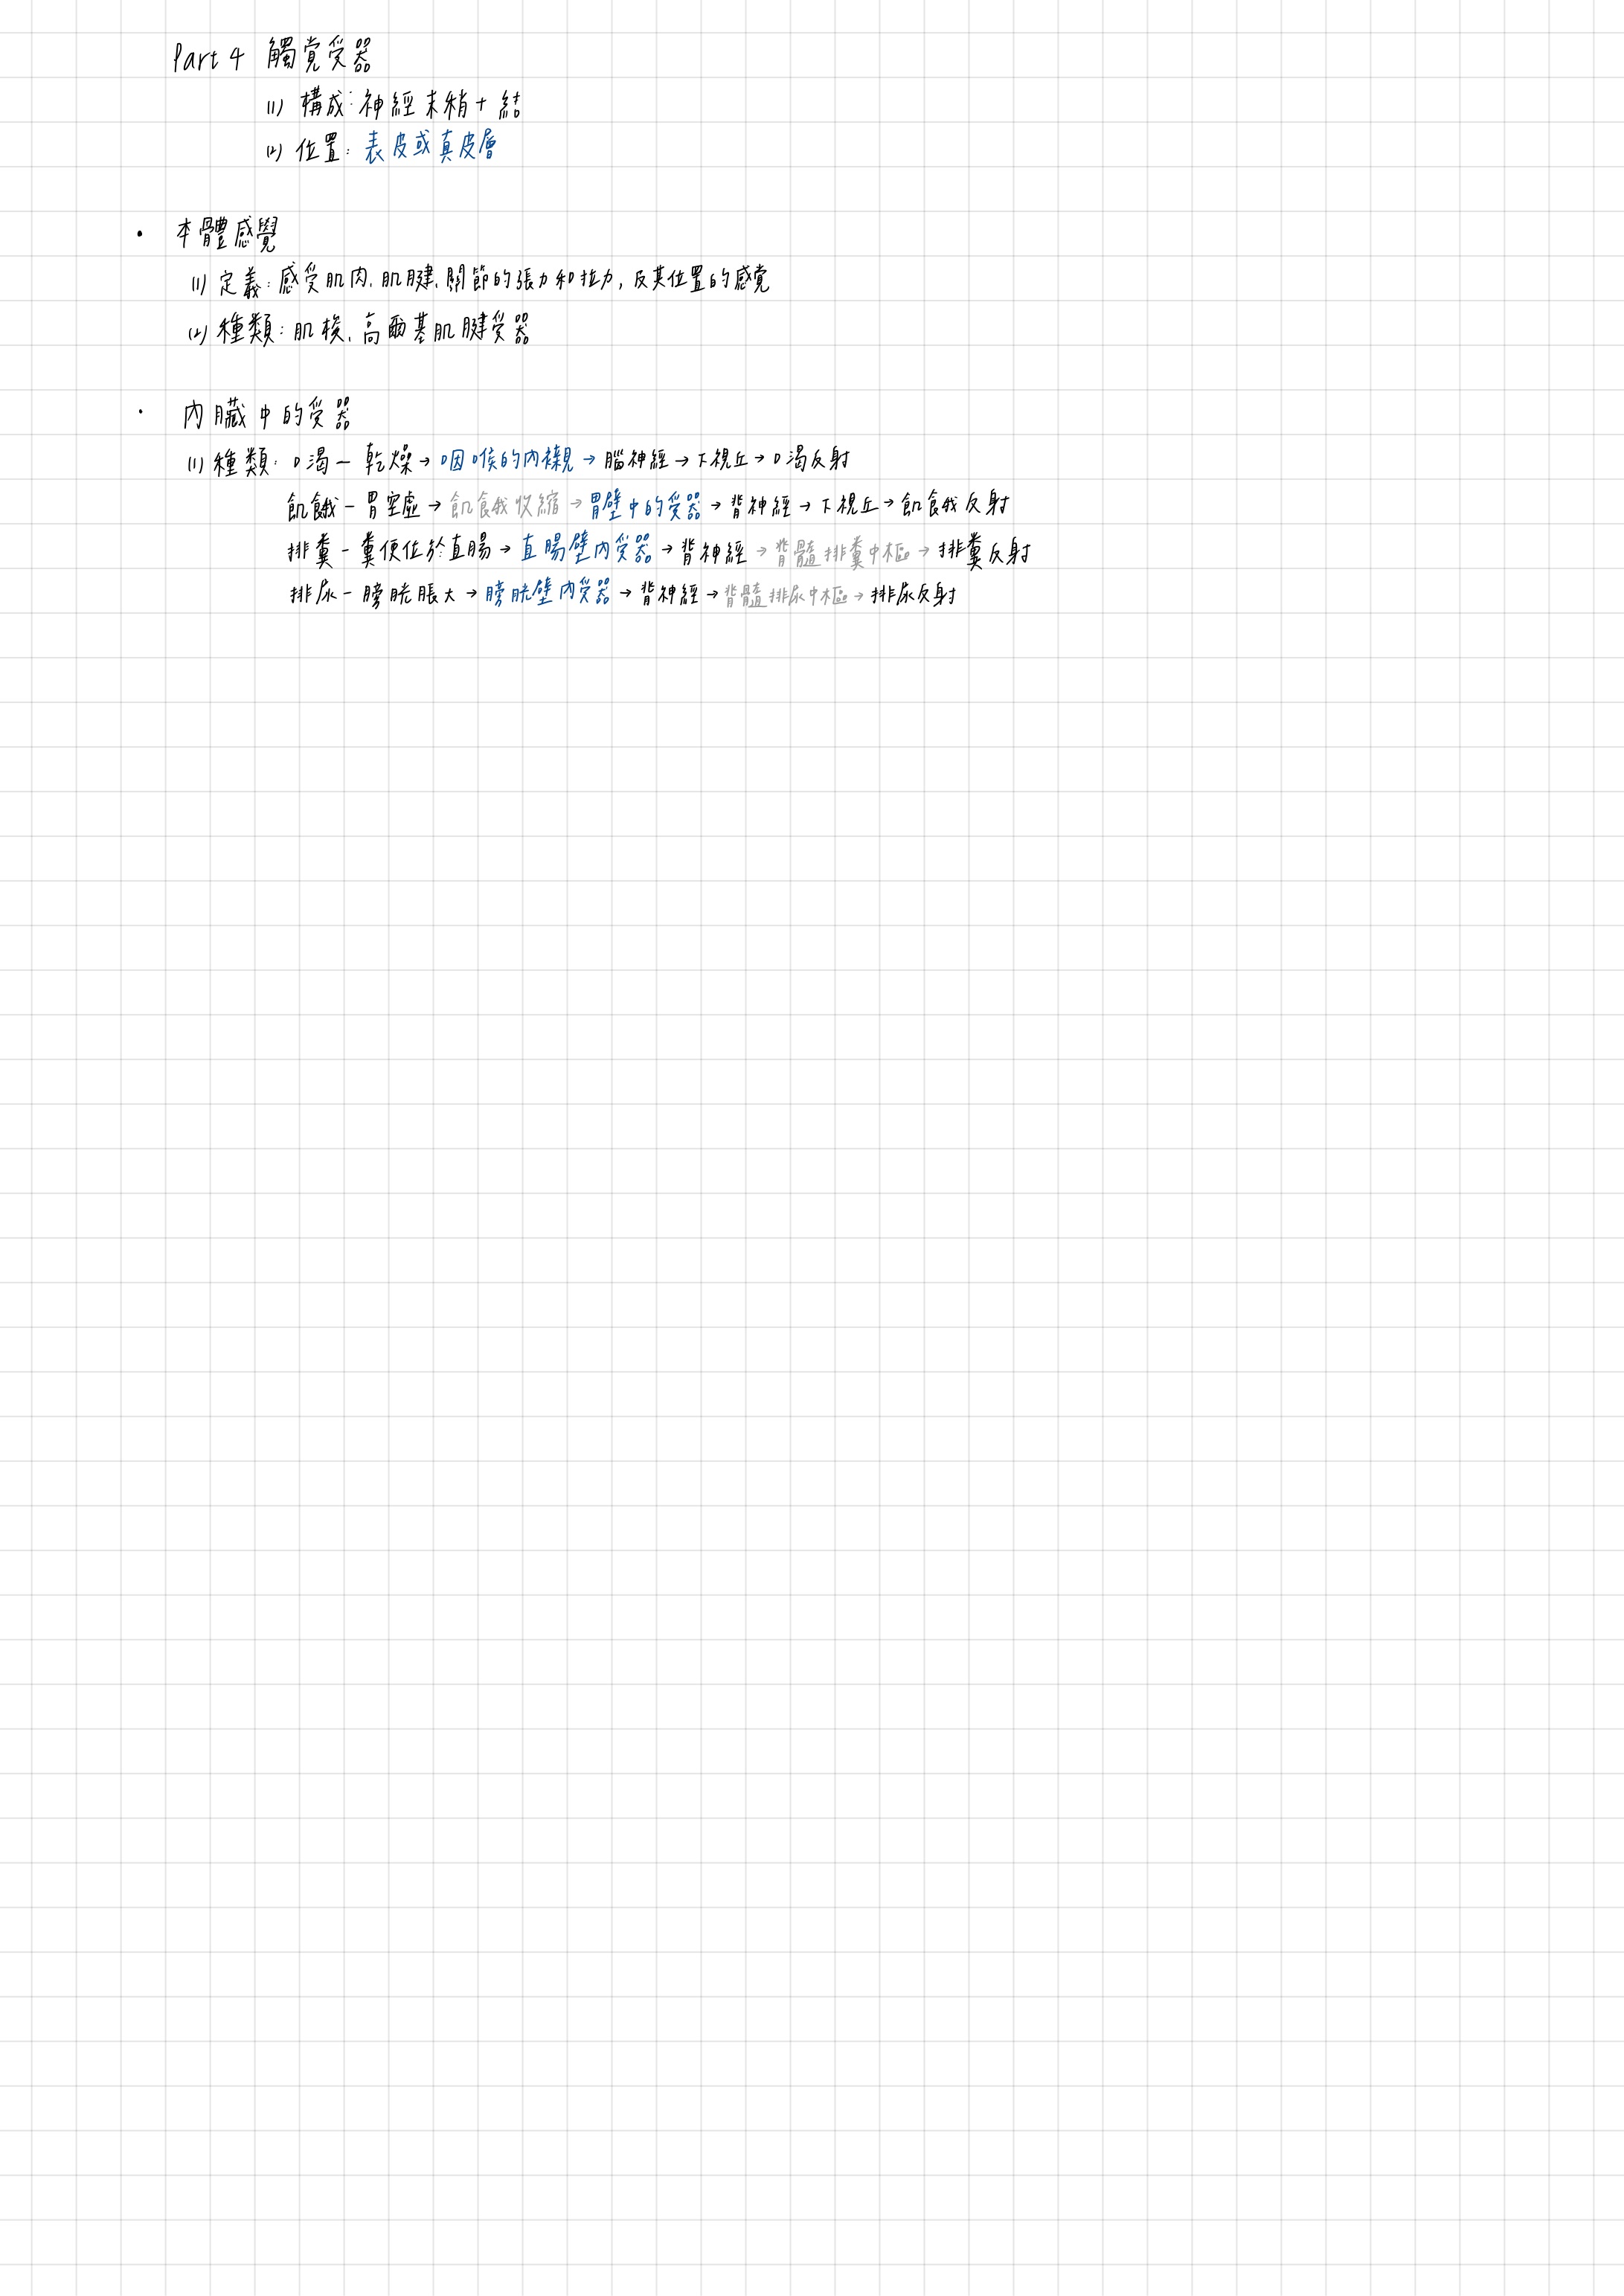 Part 4 觸覺受器
(1) 構成:神經末稍+結
(2) 位置:表皮或真皮層
• 本體感覺
(1) 定義:感受肌肉、肌腱、關節的張力和拉力,及其位置的感覚
(2) 種類:肌梭、高爾基肌腱受器
• 內臟中的受器
(1) 種類:口渴—乾燥→咽喉的內襯→腦神經→下視丘→口渴反射
飢餓—胃空虛→飢餓收縮→胃壁中的受器→脊神經→下視丘→飢餓反射
排糞—糞便位於直腸→直腸壁內受器→脊神經→脊髓排糞中樞→排糞反射
排尿—膀胱脹大→膀胱壁內受器→脊神經→脊髓排尿中樞→排尿反射